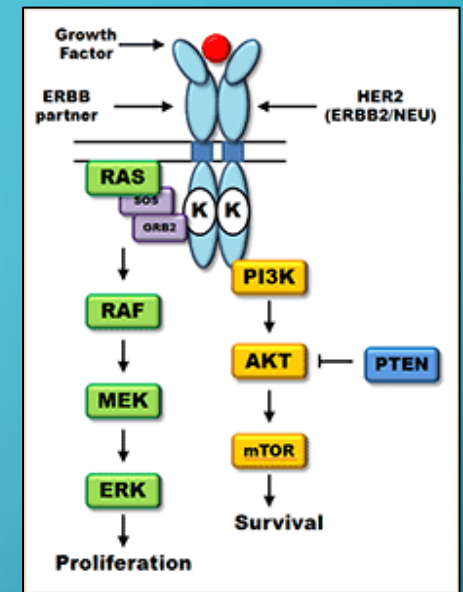 Growth
Factor
ERBB
partner
HER2
(ERBB2/NEU)
RAS
SOS
GRB2
K K
PI3K
RAF
AKT
PTEN
MEK
mTOR
ERK
Survival
Proliferation